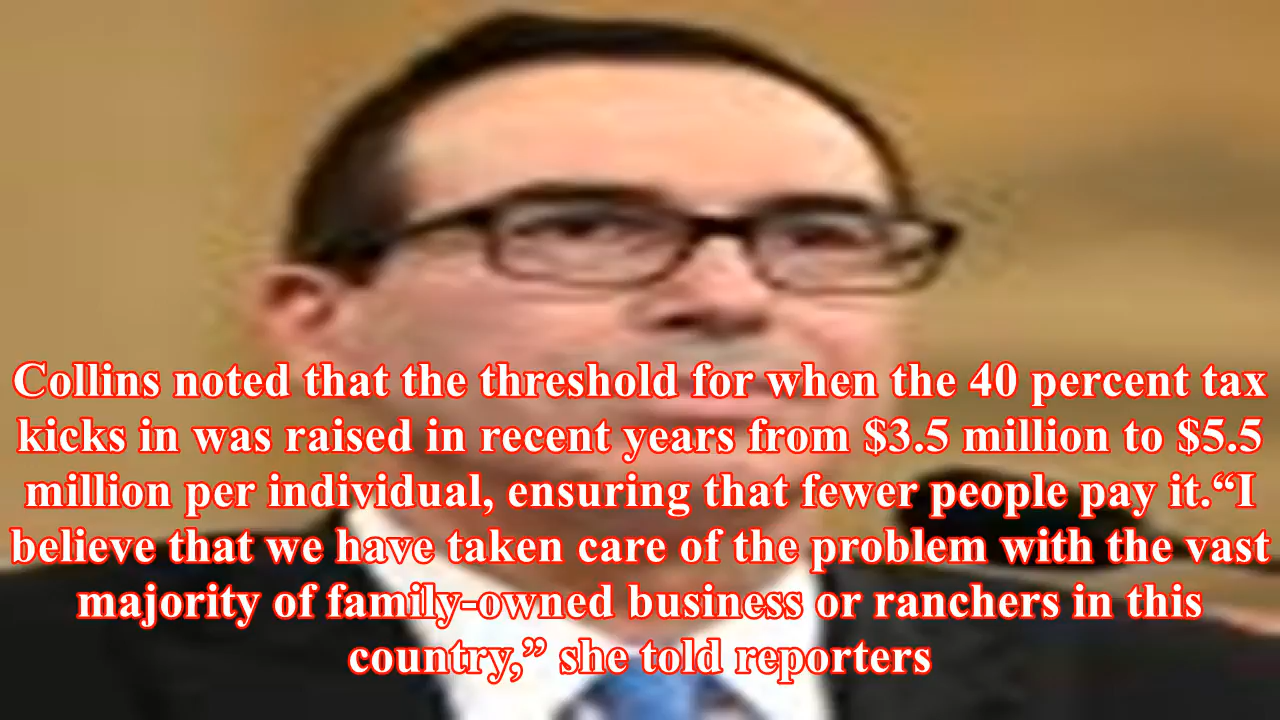 Collins noted that the threshold for when the 40 percent tax
kicks in was raised in recent years from $3.5 million to $5.5
million per individual, ensuring that fewer people pay it.“I
believe that we have taken care of the problem with the vast
majority of family-owned business or ranchers in this
country,” she told reporters